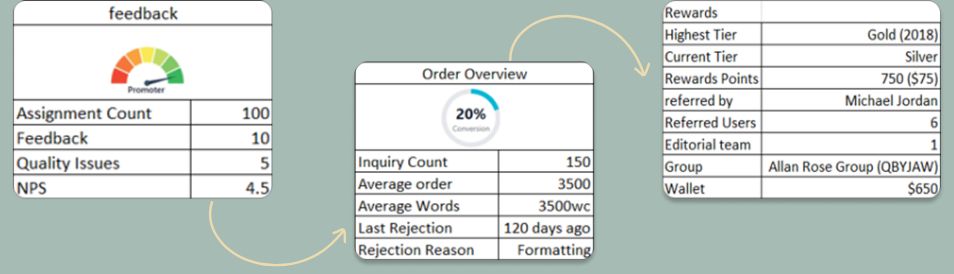 feedback
Promoter
Assignment Count 100
Feedback 10
Quality Issues 5
NPS 4.5
Order Overview
20%
Conversion
Inquiry Count 150
Average order 3500
Average Words 3500wc
Last Rejection 120 days ago
Rejection Reason Formatting
Rewards
Highest Tier Gold (2018)
Current Tier Silver
Rewards Points 750 ($75)
referred by Michael Jordan
Referred Users 6
Editorial team 1
Group Allan Rose Group (QBYJAW)
Wallet $650